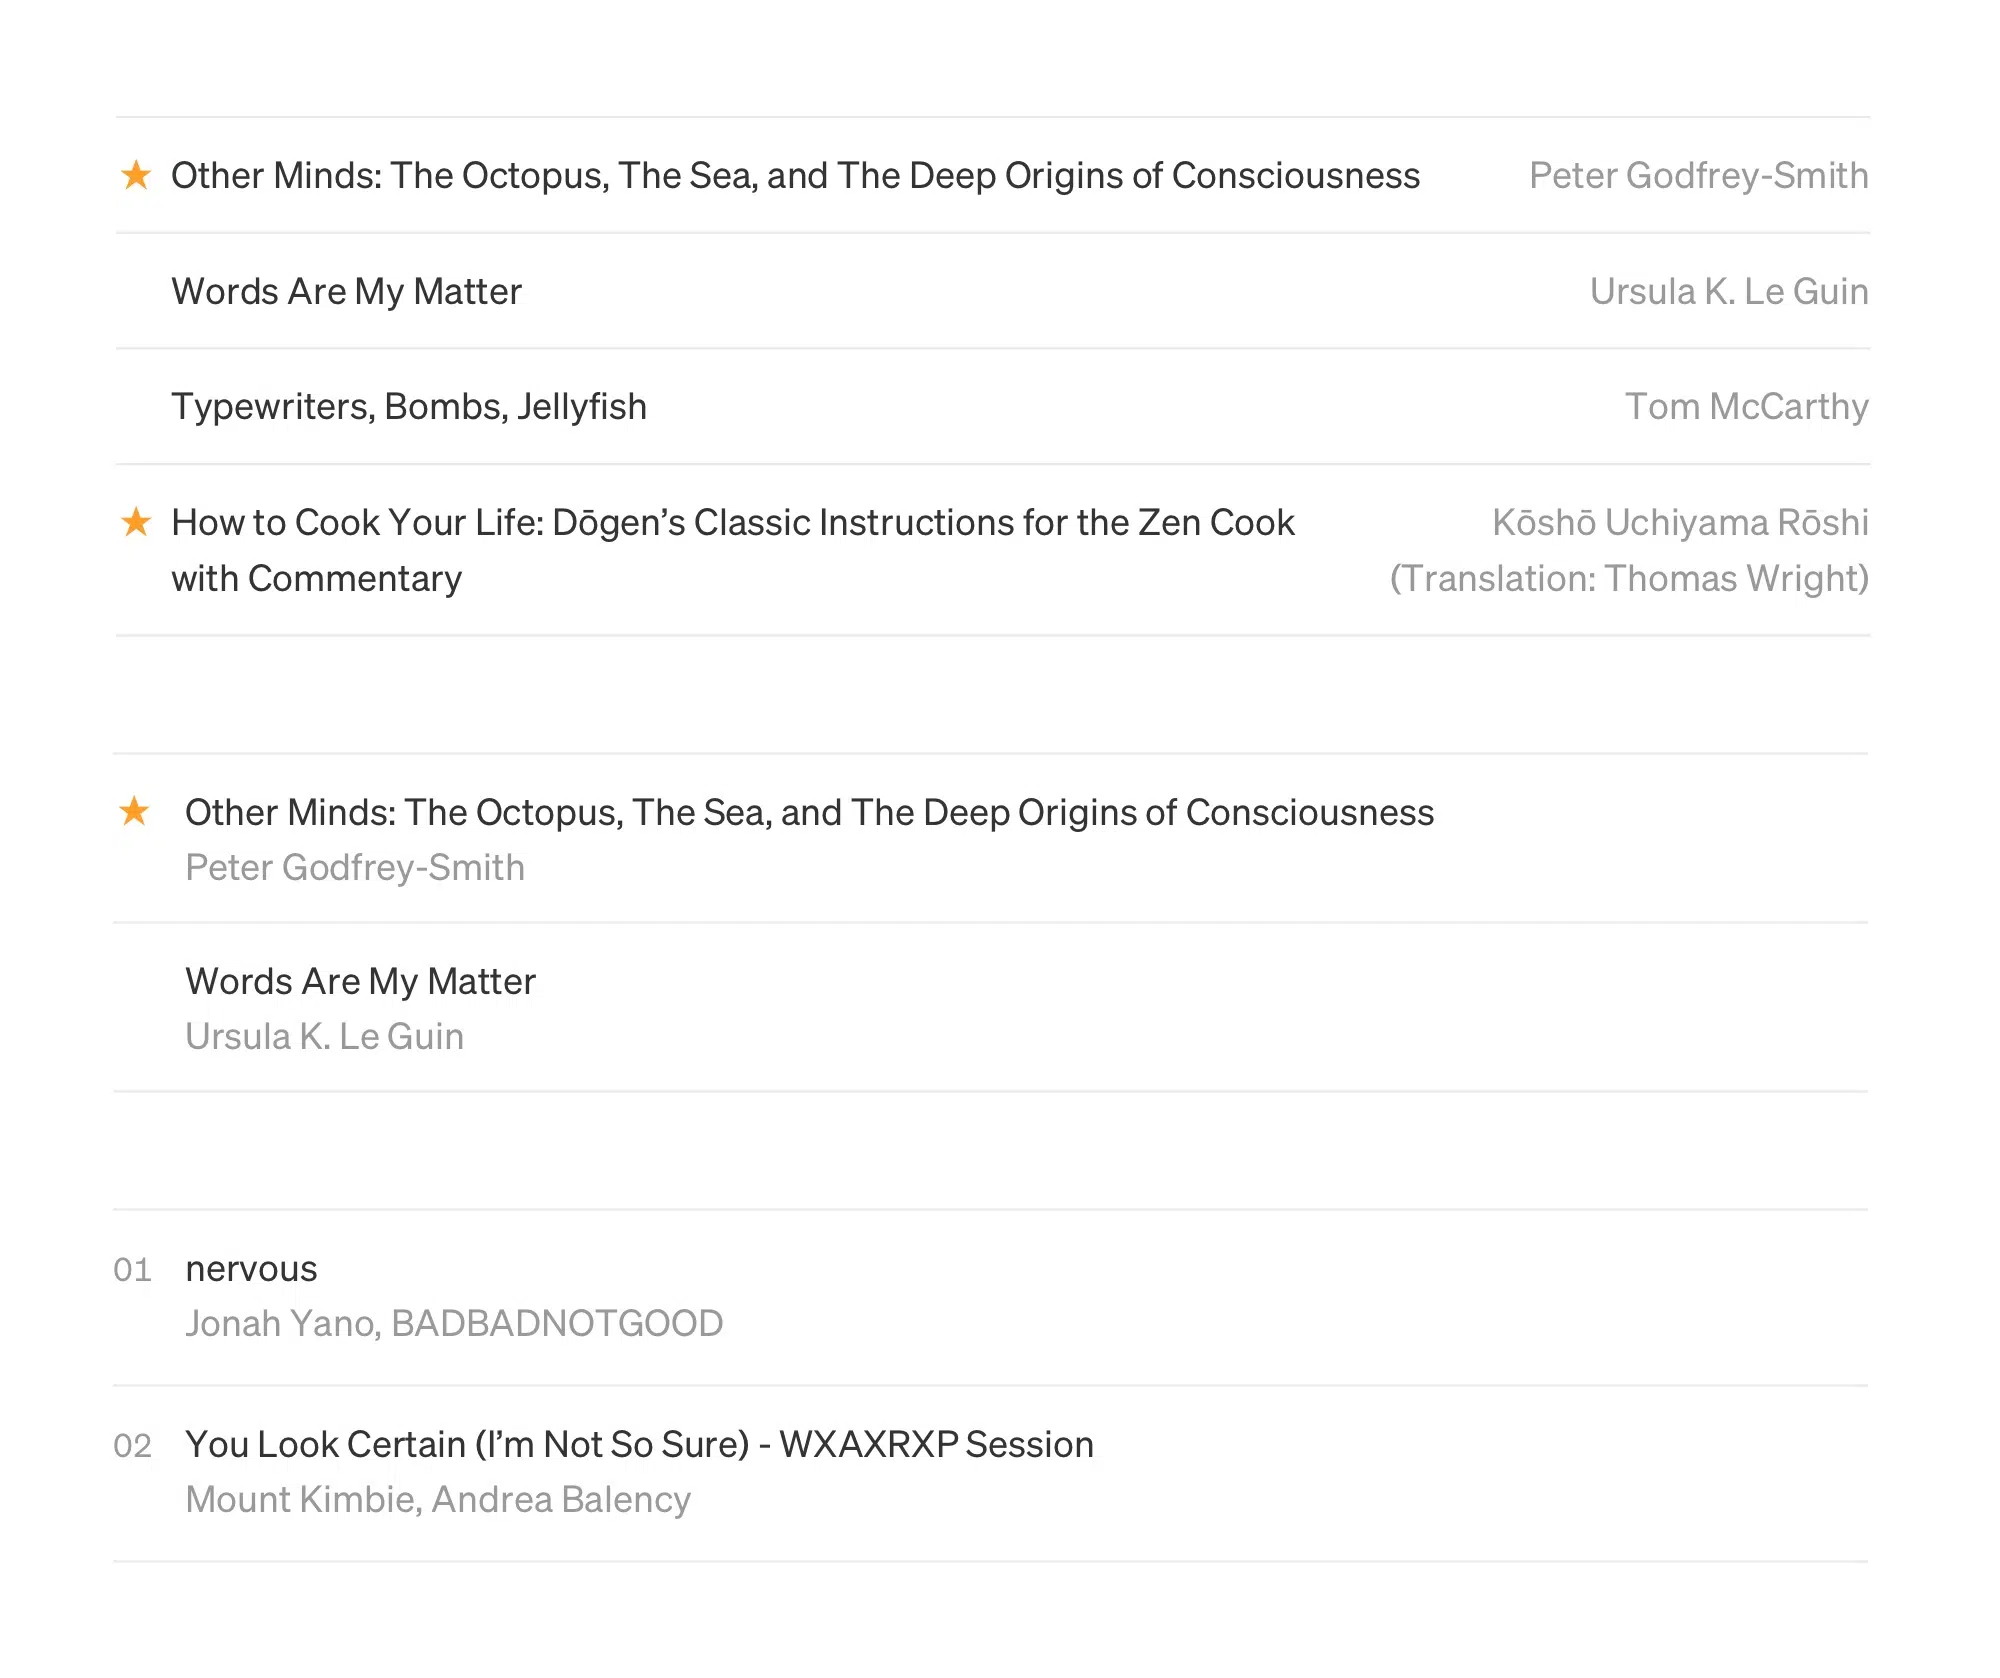 ★ Other Minds: The Octopus, The Sea, and The Deep Origins of Consciousness Peter Godfrey-Smith
Words Are My Matter Ursula K. Le Guin
Typewriters, Bombs, Jellyfish Tom McCarthy
★ How to Cook Your Life: Dōgen’s Classic Instructions for the Zen Cook Kōshō Uchiyama Rōshi
with Commentary (Translation: Thomas Wright)
★ Other Minds: The Octopus, The Sea, and The Deep Origins of Consciousness
Peter Godfrey-Smith
Words Are My Matter
Ursula K. Le Guin
01 nervous
Jonah Yano, BADBADNOTGOOD
02 You Look Certain (I’m Not So Sure) - WXAXRXP Session
Mount Kimbie, Andrea Balency